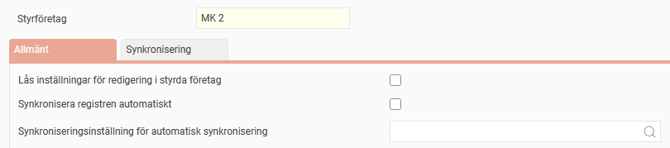 Styrföretag MK 2
Allmänt Synkronisering
Lås inställningar för redigering i styrda företag
Synkronisera registren automatiskt
Synkroniseringsinställning för automatisk synkronisering